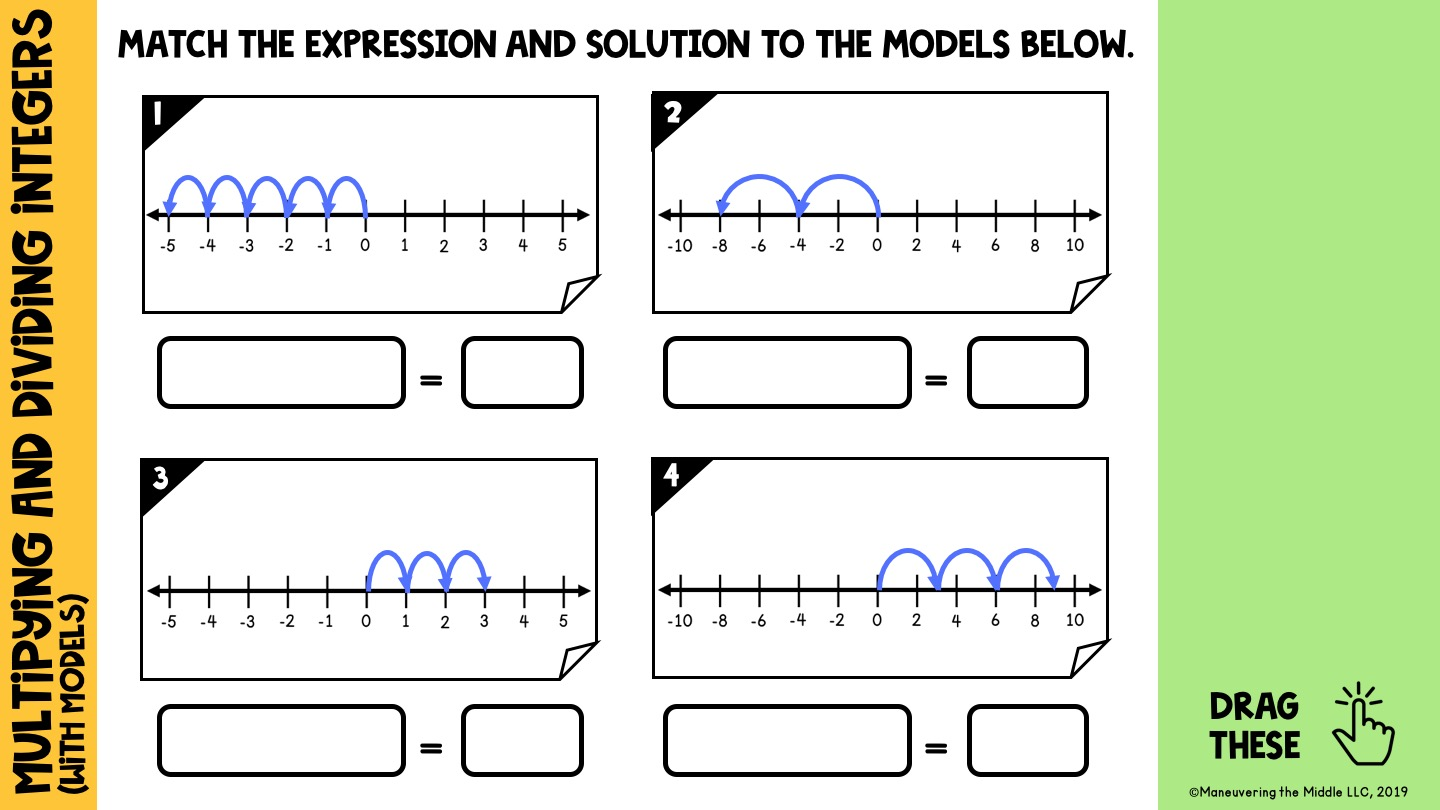 MULTIPYING AND DIVIDING INTEGERS
(WITH MODELS)
MATCH THE EXPRESSION AND SOLUTION TO THE MODELS BELOW.
1
-5 -4 -3 -2 -1 0 1 2 3 4 5
=
2
-10 -8 -6 -4 -2 0 2 4 6 8 10
=
3
-5 -4 -3 -2 -1 0 1 2 3 4 5
=
4
-10 -8 -6 -4 -2 0 2 4 6 8 10
=
DRAG
THESE
©Maneuvering the Middle LLC, 2019